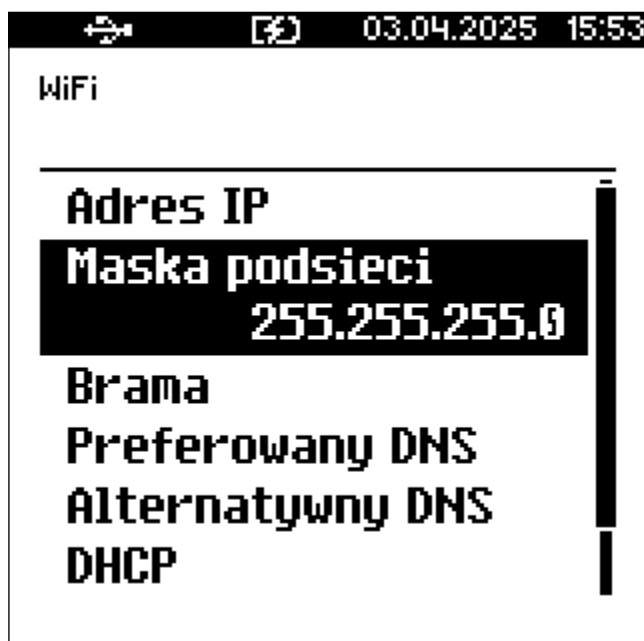 03.04.2025 15:53
WiFi
Adres IP
Maska podsieci
255.255.255.0
Brama
Preferowany DNS
Alternatywny DNS
DHCP